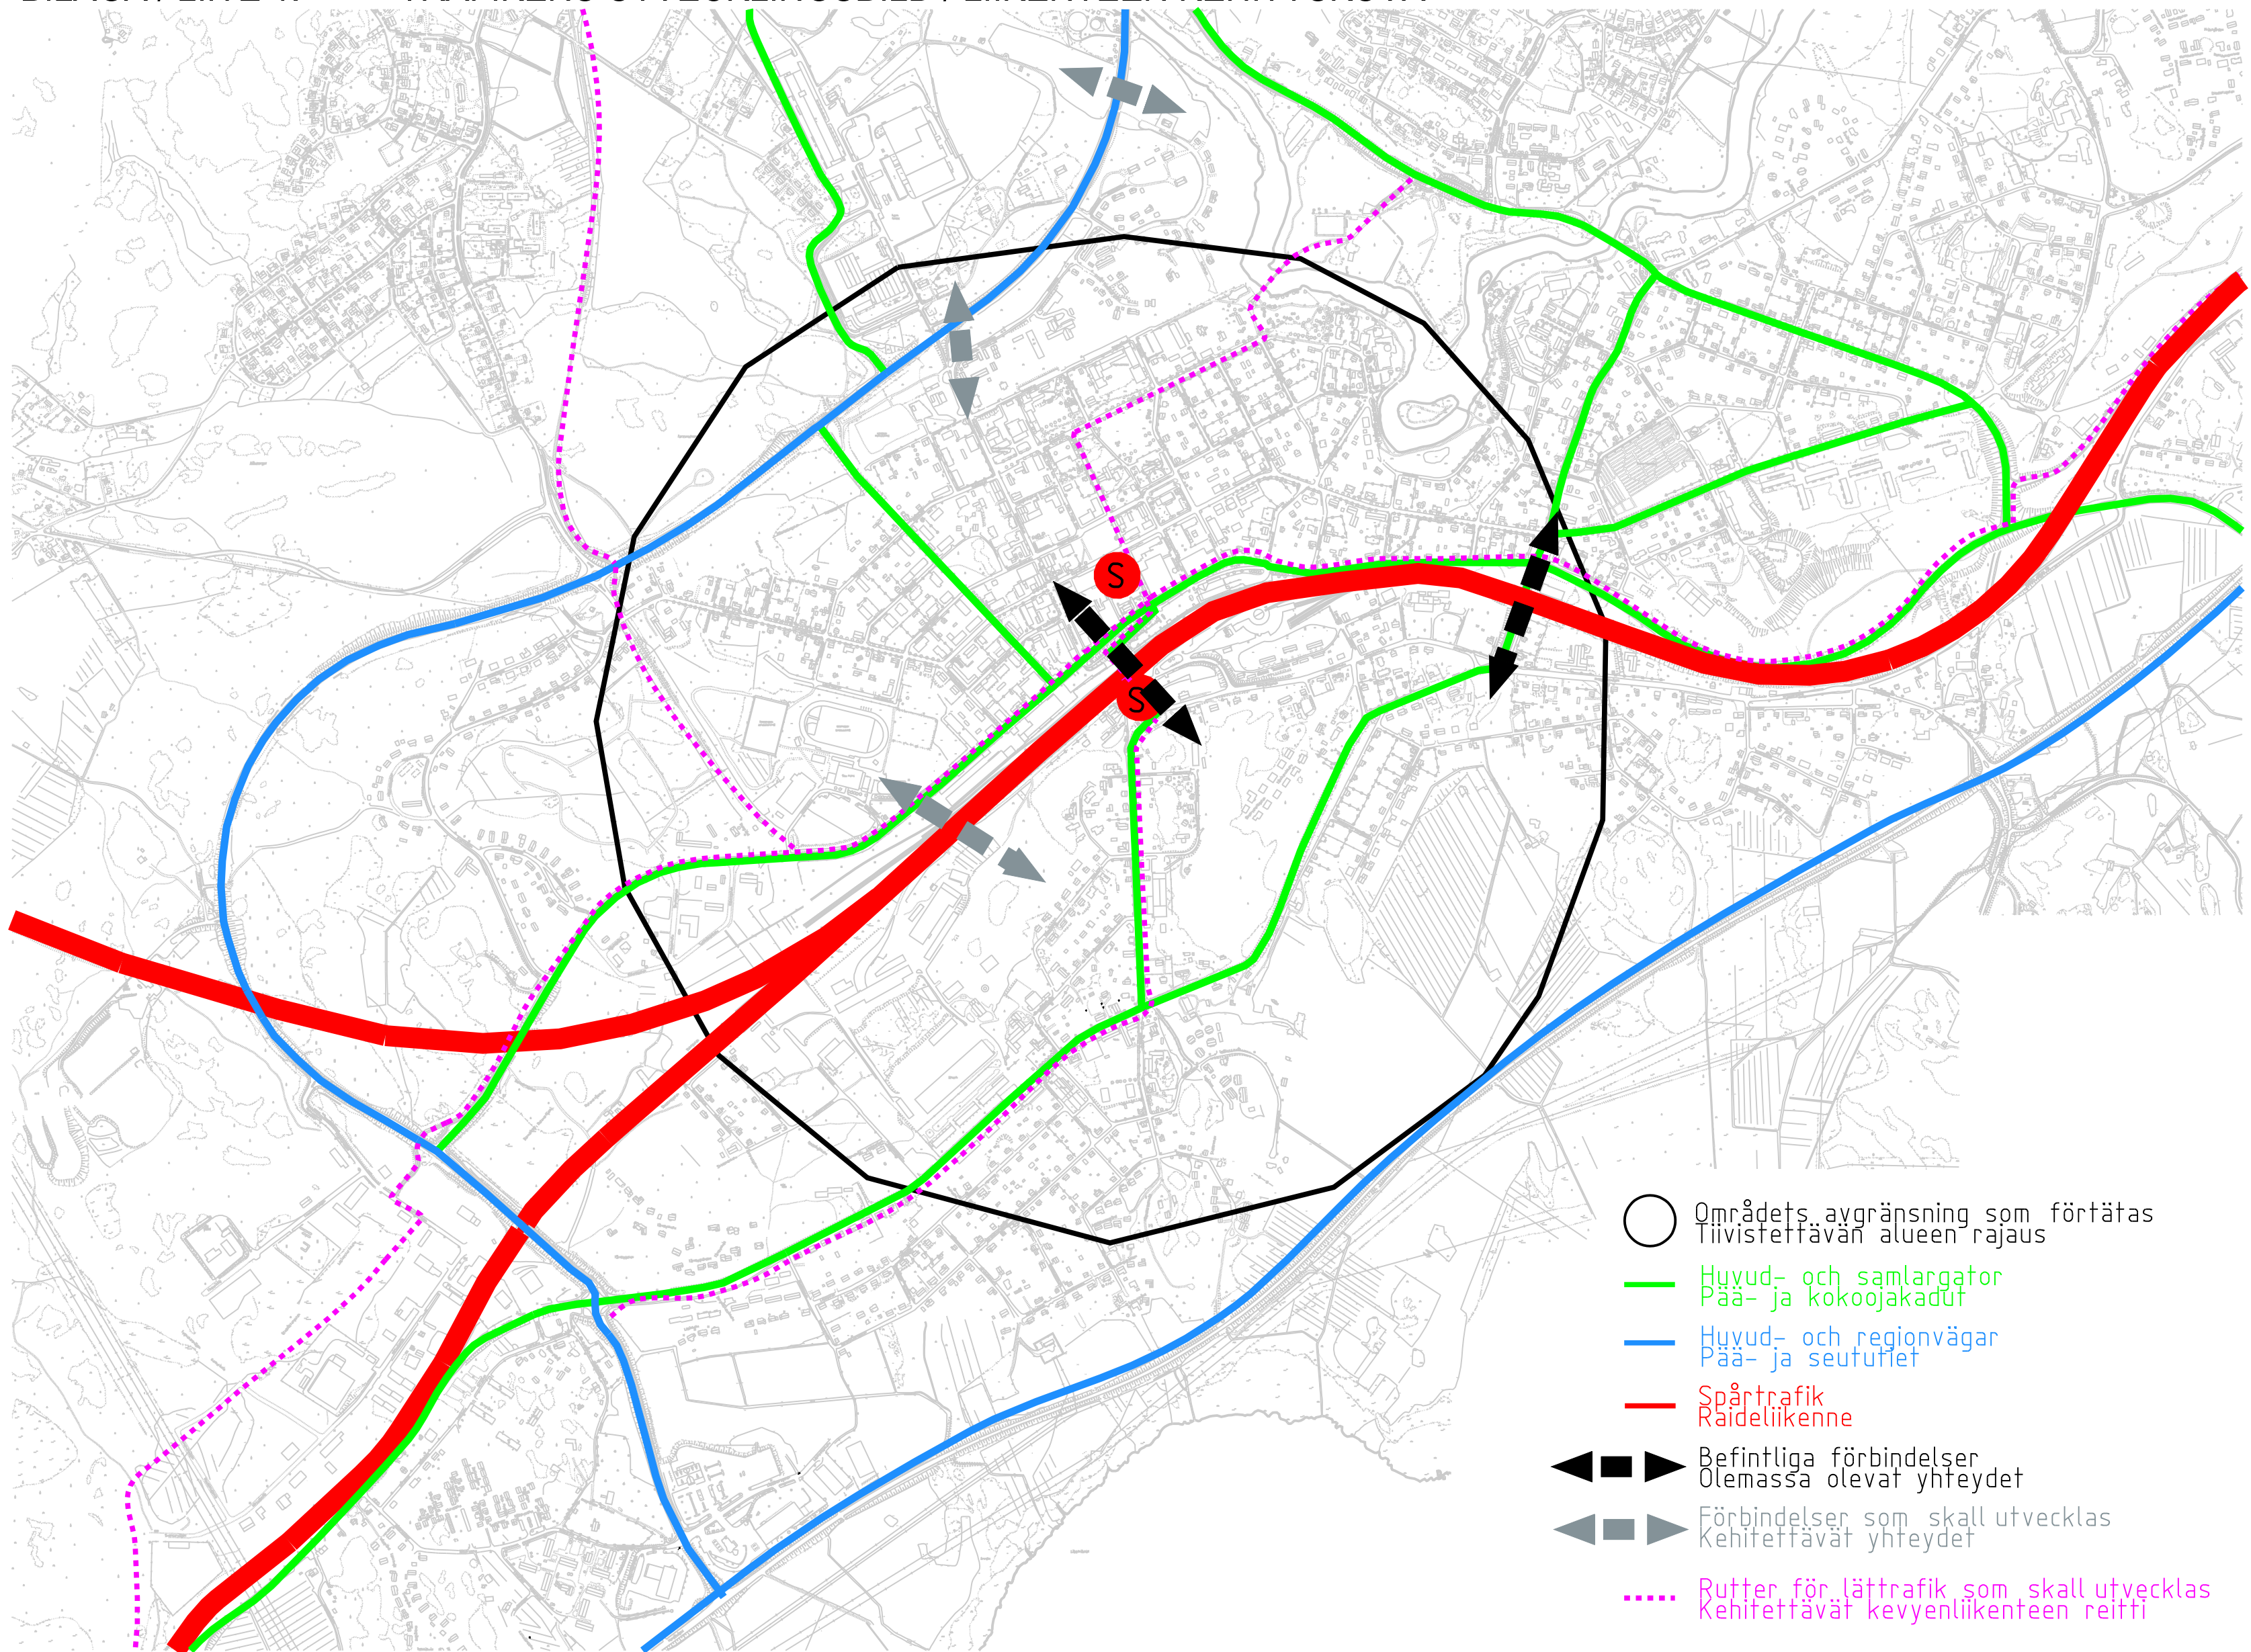 S
S
Områdets avgränsning som förtätas
Tiivistettävän alueen rajaus
Huvud- och samlargator
Pää- ja kokoojakadut
Huvud- och regionvägar
Pää- ja seututiet
Spårtrafik
Raideliikenne
Befintliga förbindelser
Olemassa olevat yhteydet
Förbindelser som skall utvecklas
Kehitettävät yhteydet
Rutter för lättrafik som skall utvecklas
Kehitettävät kevyenliikenteen reitti